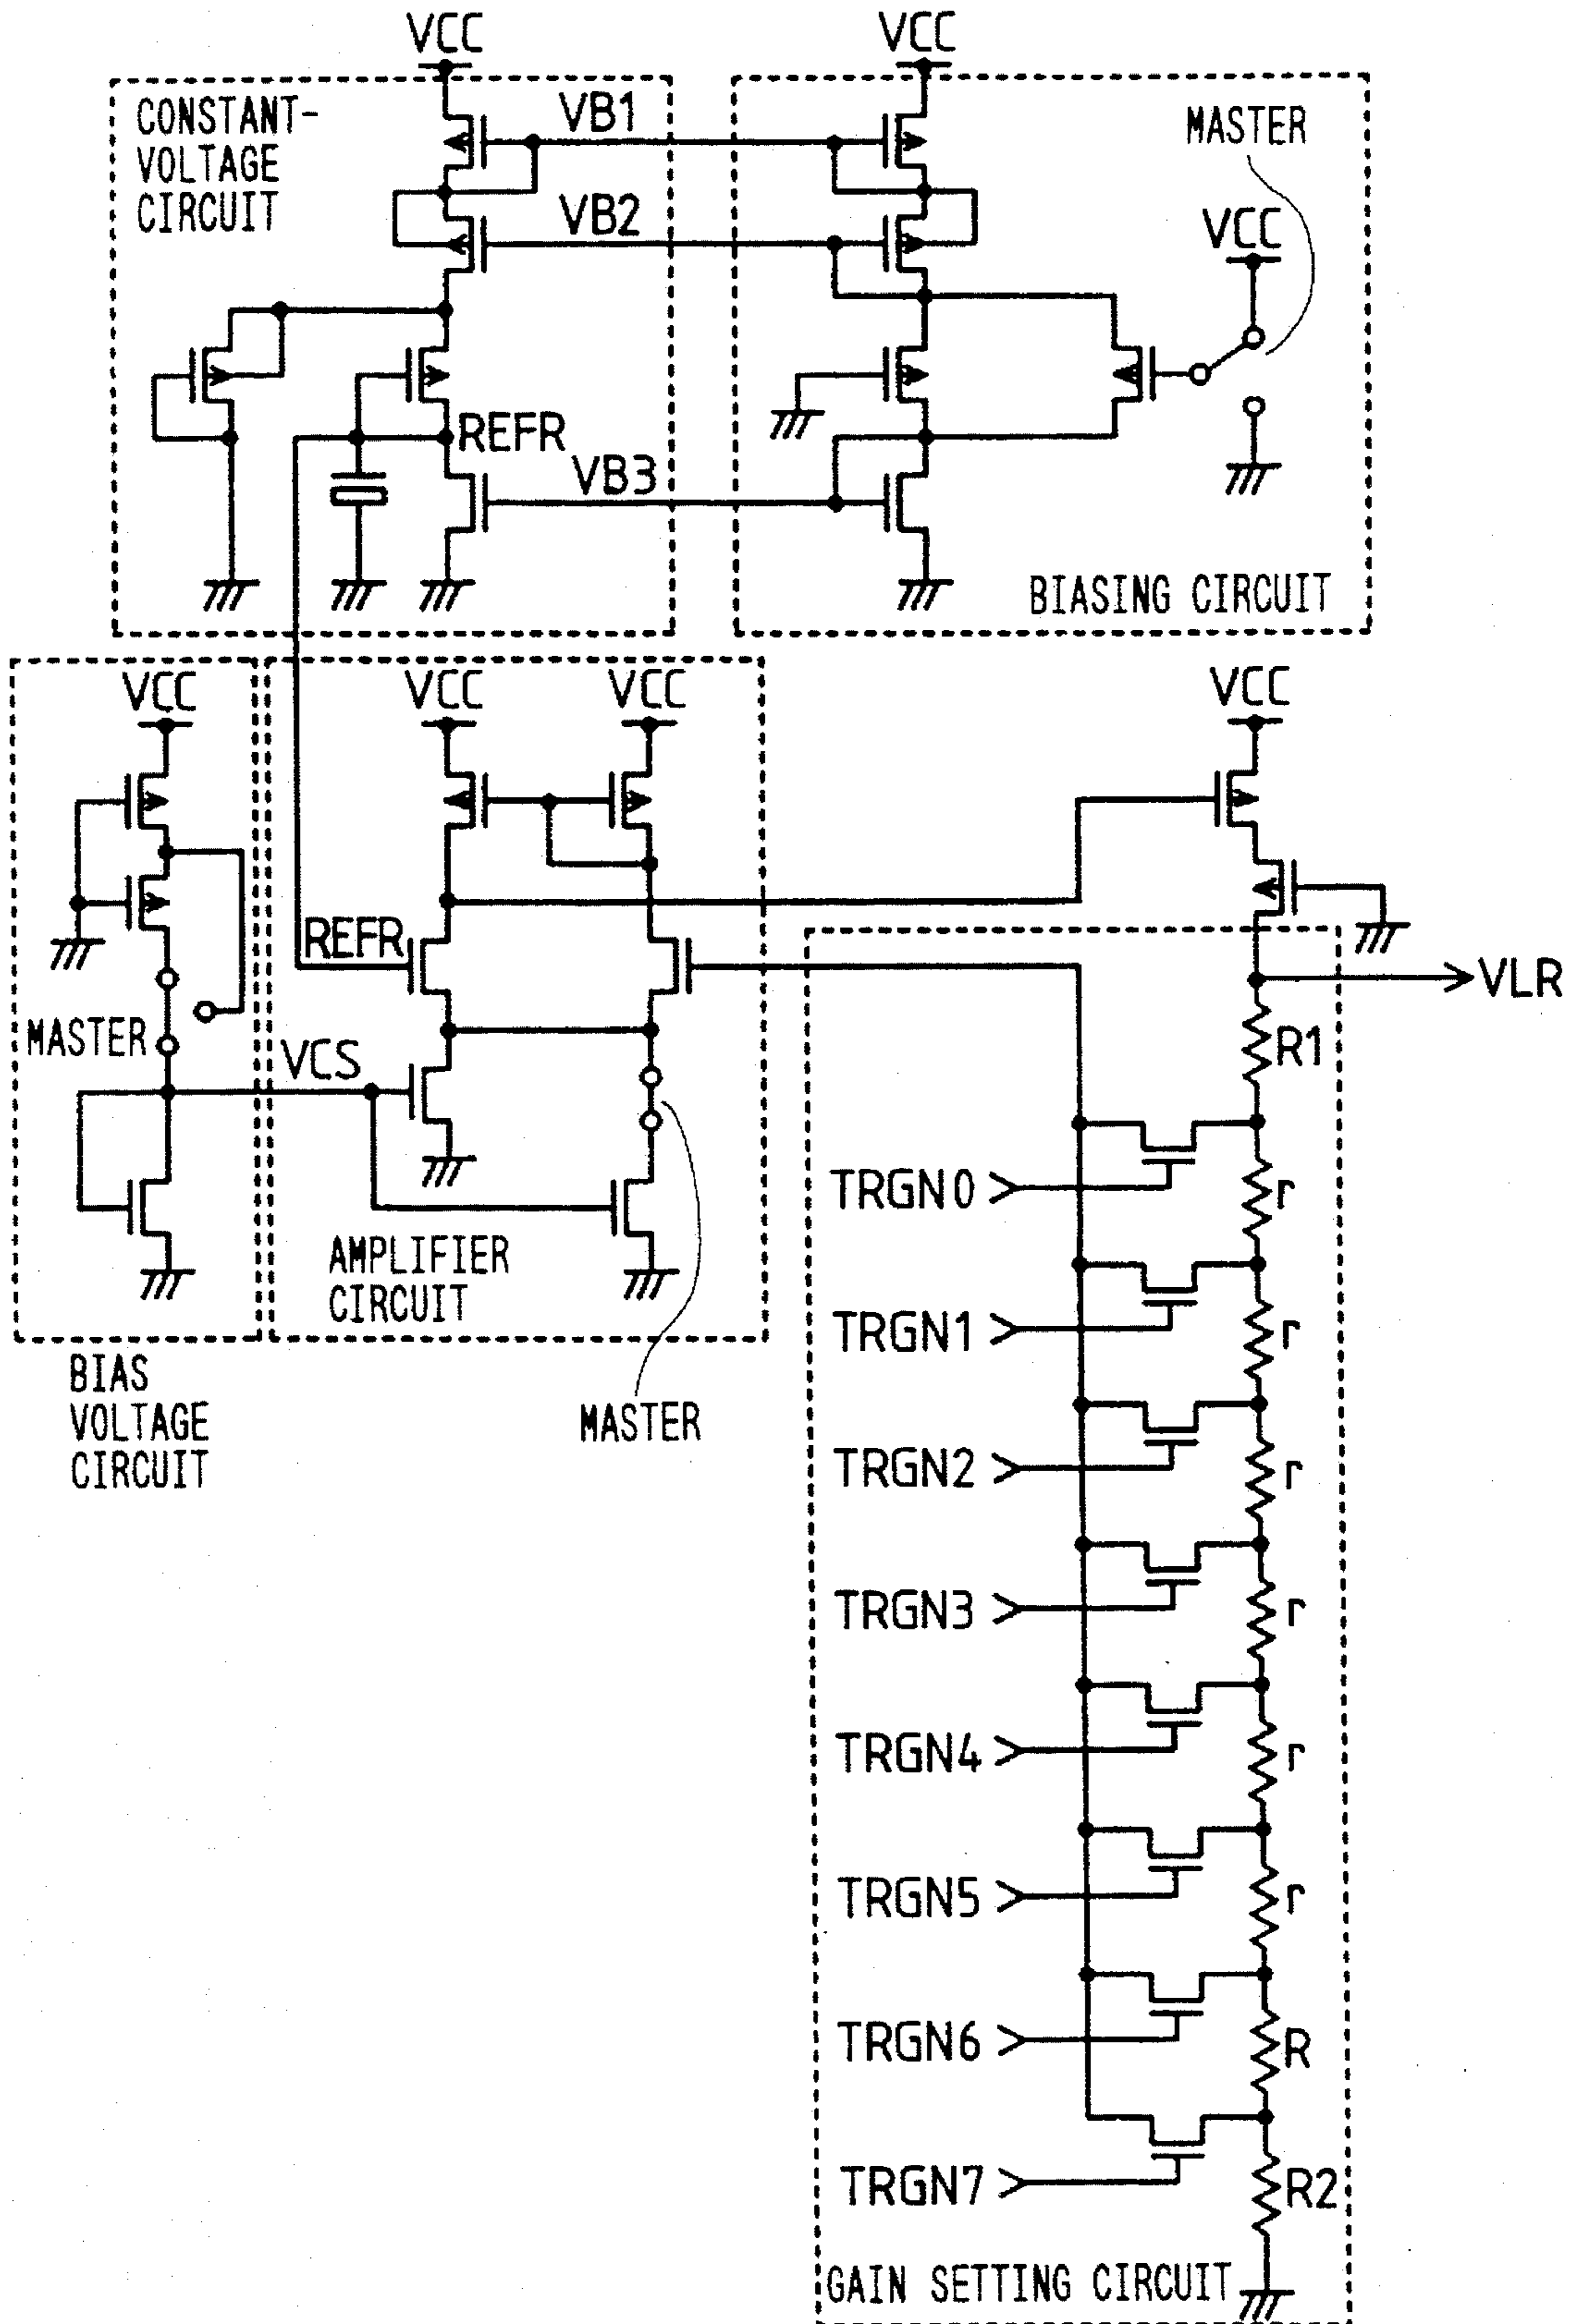 VCC
VCC
CONSTANT-
VOLTAGE
CIRCUIT
VB1
MASTER
VB2
VCC
REFR
VB3
BIASING CIRCUIT
VCC
VCC
VCC
VCC
REFR
VLR
MASTER
VCS
R1
TRGN0
r
AMPLIFIER
CIRCUIT
TRGN1
r
BIAS
VOLTAGE
CIRCUIT
MASTER
TRGN2
r
TRGN3
r
TRGN4
r
TRGN5
r
TRGN6
R
TRGN7
R2
GAIN SETTING CIRCUIT